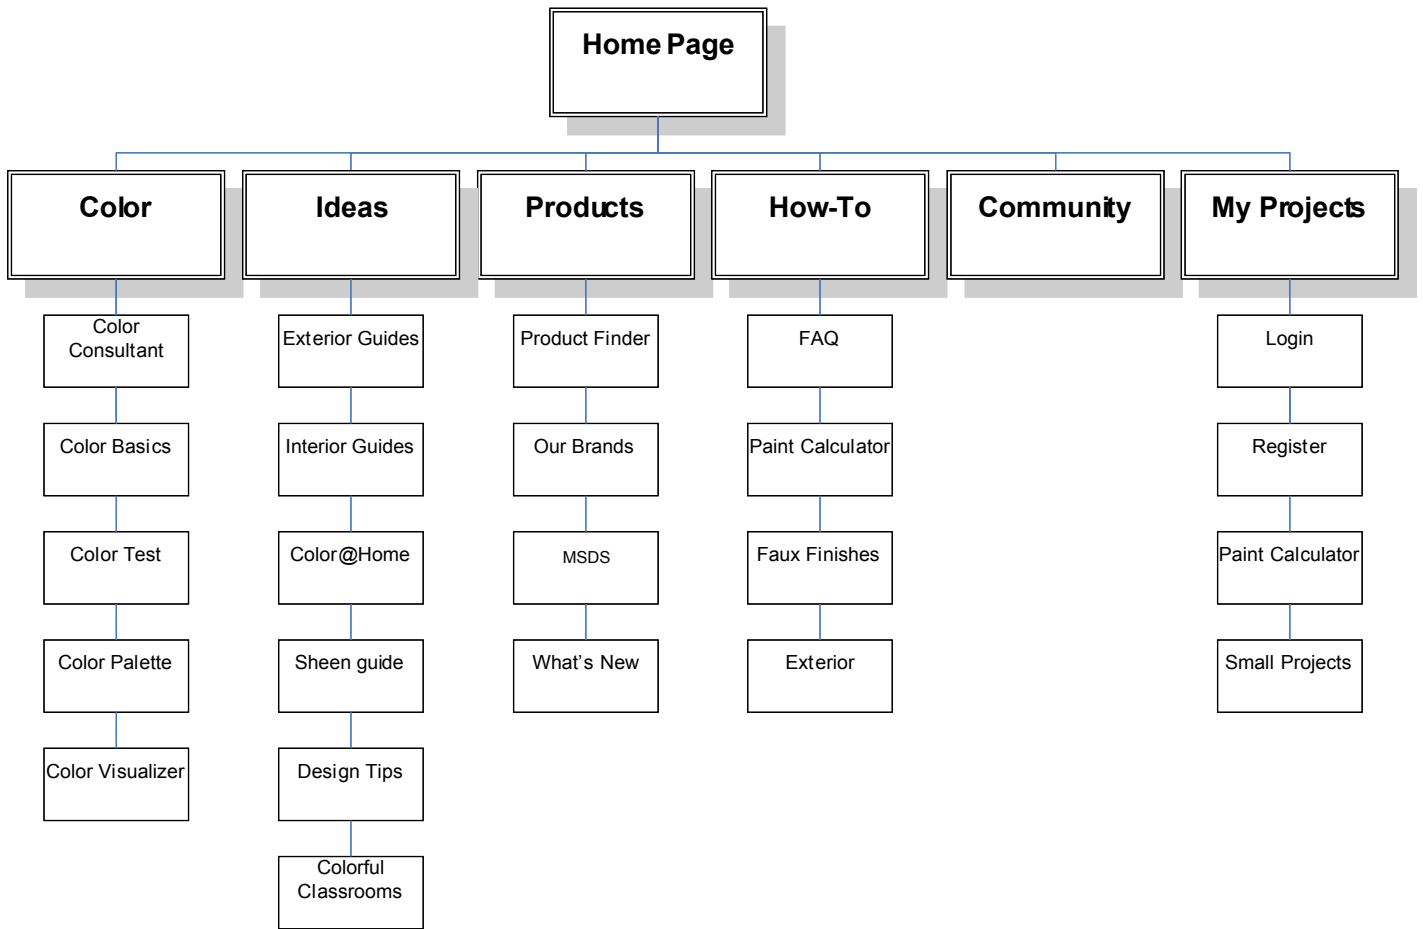 Home Page
Color
Ideas
Products
How-To
Community
My Projects
Color
Consultant
Exterior Guides
Product Finder
FAQ
Login
Color Basics
Interior Guides
Our Brands
Paint Calculator
Register
Color Test
Color@Home
MSDS
Faux Finishes
Paint Calculator
Color Palette
Sheen guide
What's New
Exterior
Small Projects
Color Visualizer
Design Tips
Colorful
Classrooms